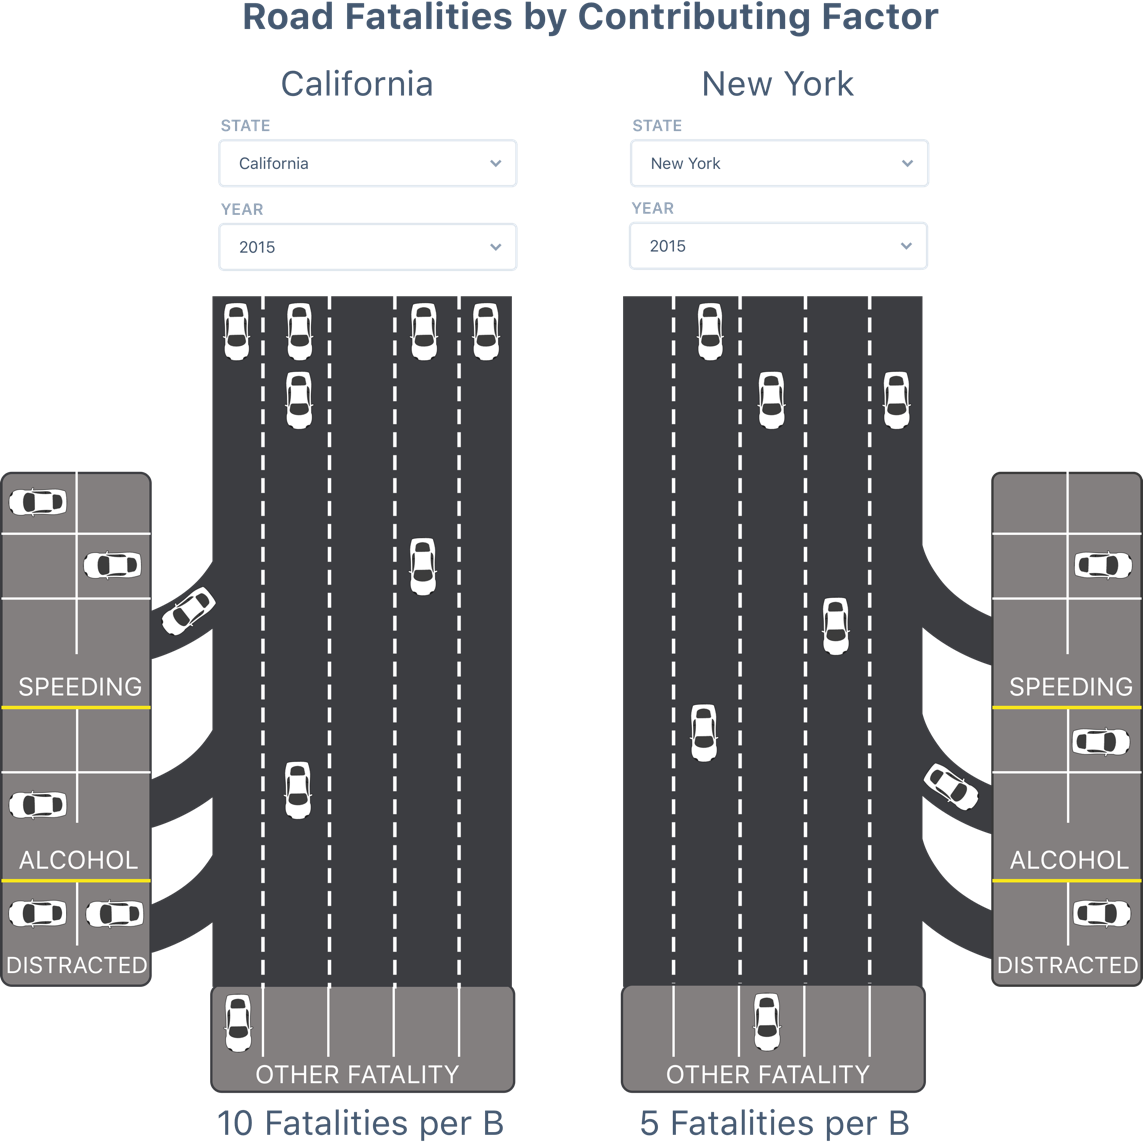 Road Fatalities by Contributing Factor
California
STATE
California
YEAR
2015
SPEEDING
ALCOHOL
DISTRACTED
OTHER FATALITY
10 Fatalities per B
New York
STATE
New York
YEAR
2015
SPEEDING
ALCOHOL
DISTRACTED
OTHER FATALITY
5 Fatalities per B